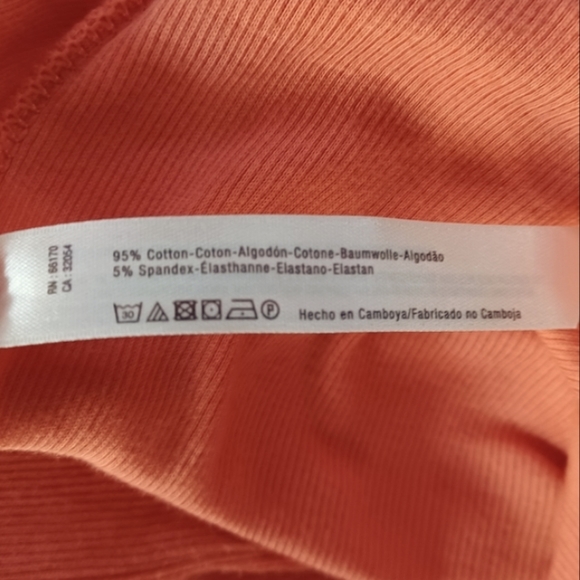 RN : 66170
CA : 32054
95% Cotton-Coton-Algodón-Cotone-Baumwolle-Algodão
5% Spandex-Élasthanne-Elastano-Elastan
30 P Hecho en Camboya/Fabricado no Camboja